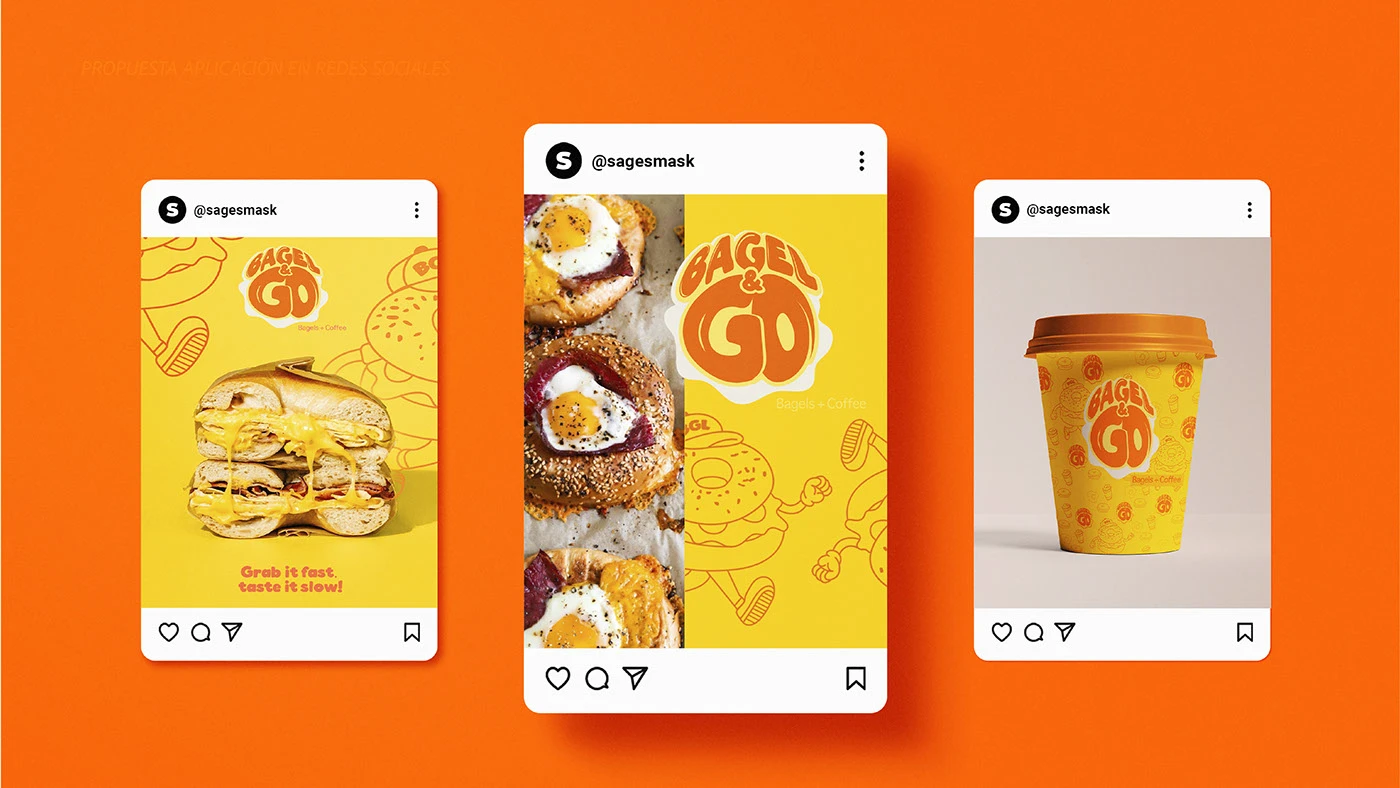 PROPUESTA APLICACIÓN EN REDES SOCIALES
S @sagesmask
BAGEL
&
GO
Bagels + Coffee
Grab it fast,
taste it slow!
S @sagesmask
BAGEL
&
GO
Bagels + Coffee
GL
S @sagesmask
BAGEL
&
GO
Bagels + Coffee